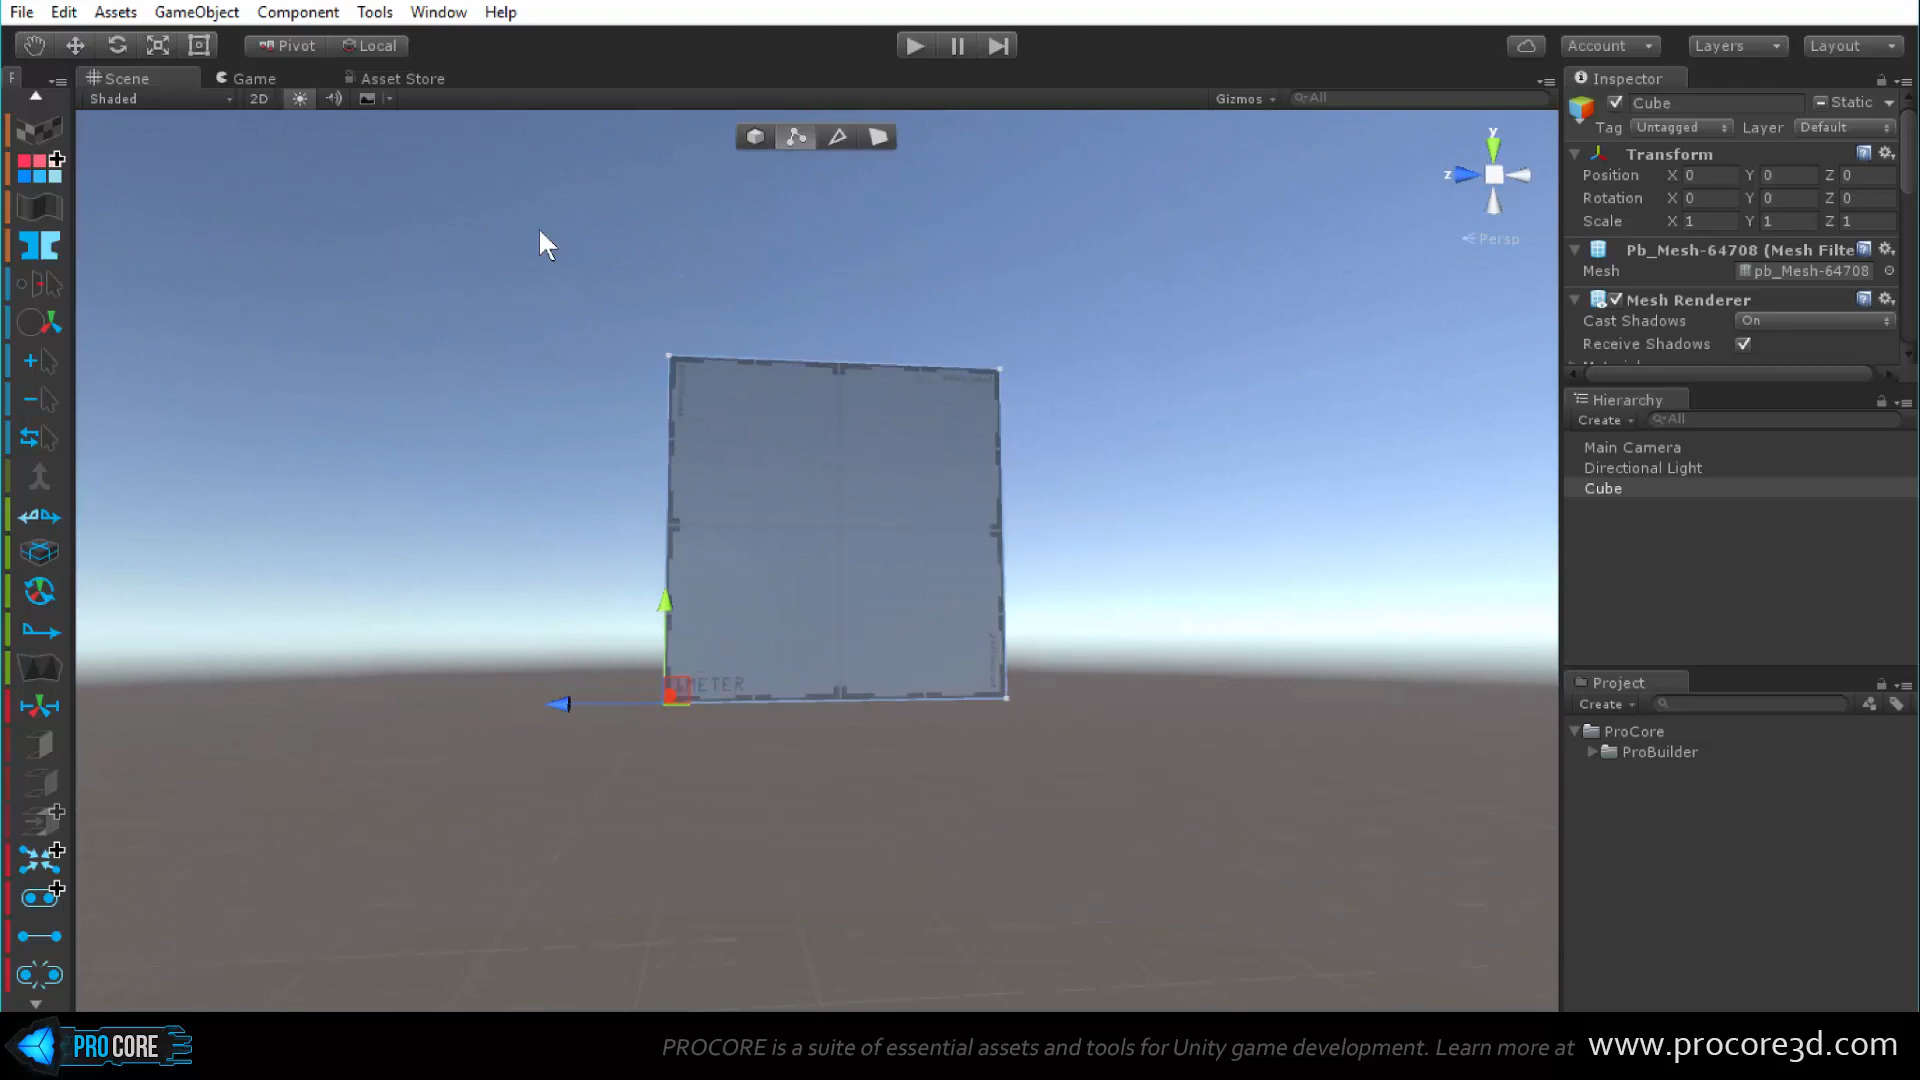 File Edit Assets GameObject Component Tools Window Help
Pivot Local Account Layers Layout
Scene Game Asset Store Inspector
Shaded 2D Gizmos All
Cube Static
Tag Untagged Layer Default
Transform
Position X 0 Y 0 Z 0
Rotation X 0 Y 0 Z 0
Scale X 1 Y 1 Z 1
y
z
Persp
Pb_Mesh-64708 (Mesh Filte
Mesh pb_Mesh-64708
Mesh Renderer
Cast Shadows On
Receive Shadows
Hierarchy
Create All
Main Camera
Directional Light
Cube
METER
Project
Create
ProCore
ProBuilder
PROCORE PROCORE is a suite of essential assets and tools for Unity game development. Learn more at www.procore3d.com